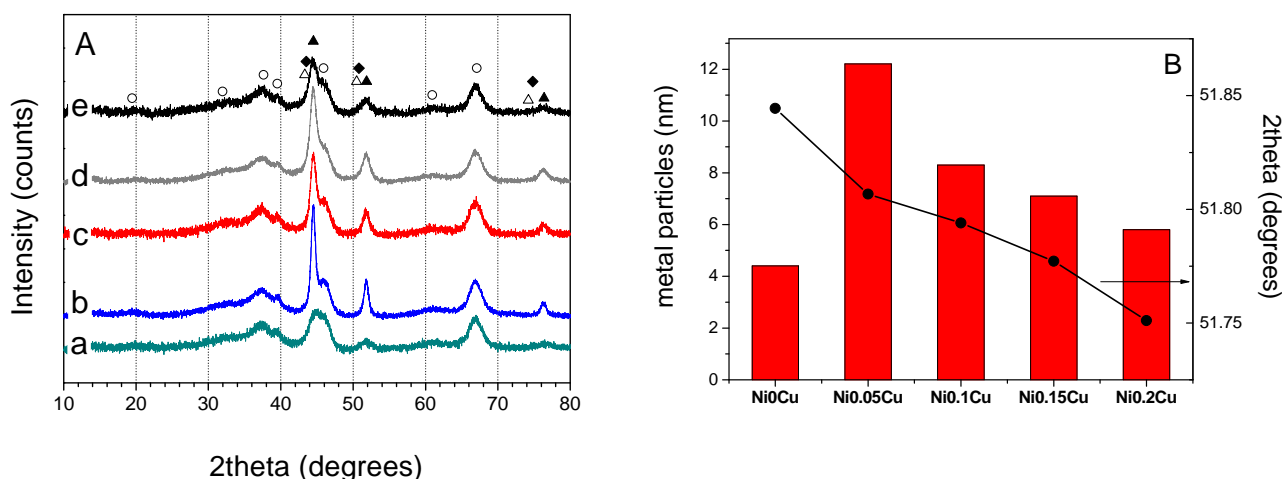 A
e
d
c
b
a
Intensity (counts)
10 20 30 40 50 60 70 80
2theta (degrees)
B
metal particles (nm)
12
10
8
6
4
2
0
51.85
51.80
51.75
2theta (degrees)
Ni0Cu Ni0.05Cu Ni0.1Cu Ni0.15Cu Ni0.2Cu